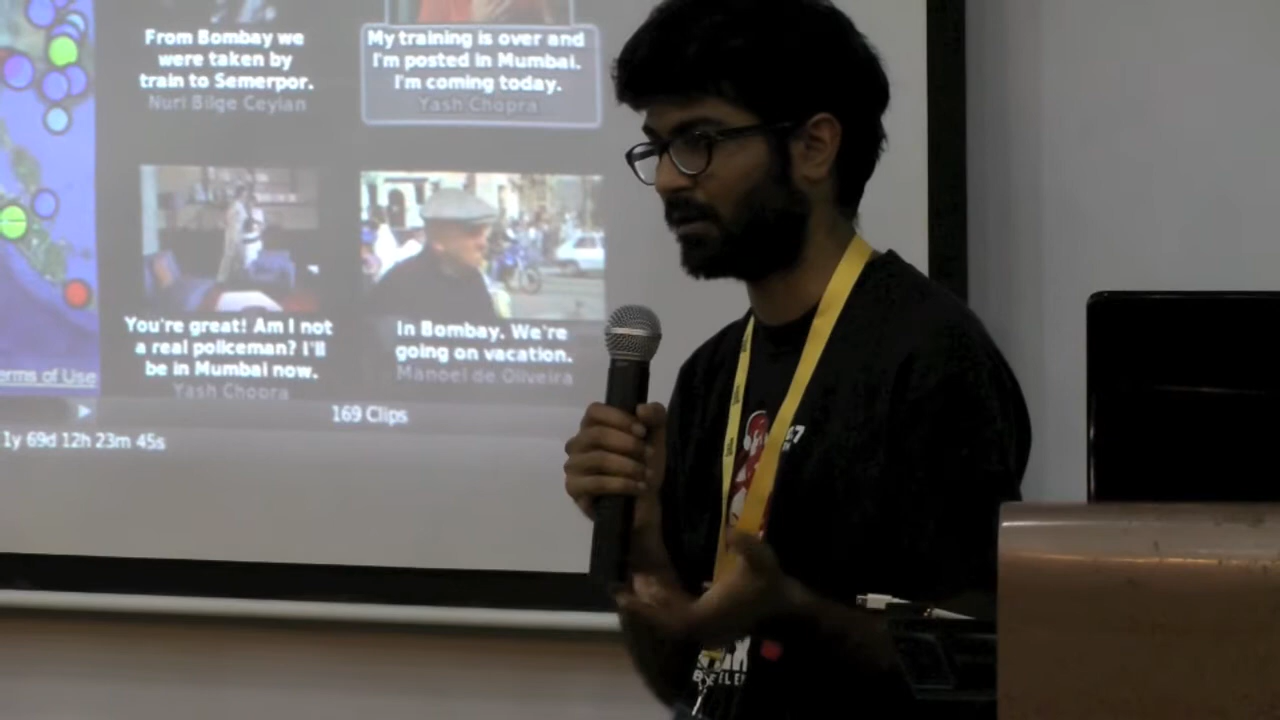 From Bombay we
were taken by
train to Semerpor.
Nuri Bilge Ceylan
My training is over and
I'm posted in Mumbai.
I'm coming today.
Yash Chopra
You're great! Am I not
a real policeman? I'll
be in Mumbai now.
Yash Chopra
In Bombay. We're
going on vacation.
Manoel de Oliveira
erms of Use
169 Clips
1y 69d 12h 23m 45s